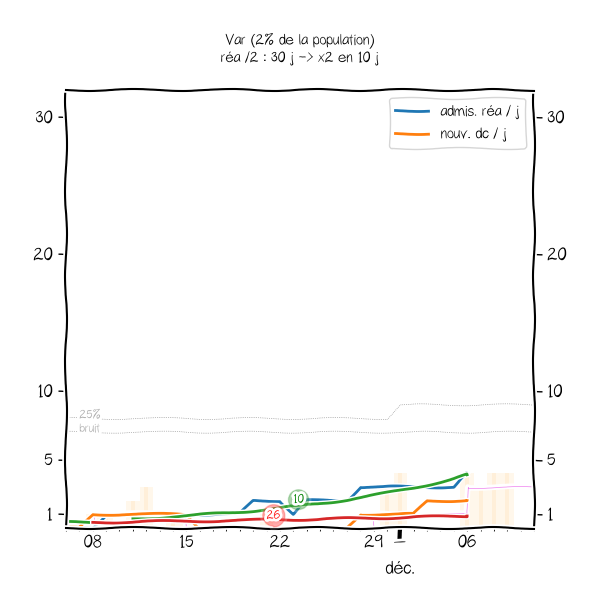 Var (2% de la population)
réa /2 : 30 j -> x2 en 10 j
admis. réa / j
nouv. dc / j
30 30
20 20
10 10
25%
bruit
5 5
10
26
1 1
08 15 22 29 06
déc.